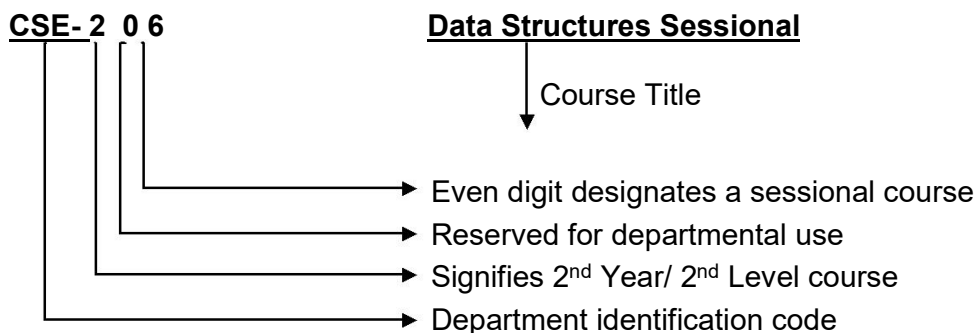 CSE- 2 0 6 Data Structures Sessional
Course Title
Even digit designates a sessional course
Reserved for departmental use
Signifies 2nd Year/ 2nd Level course
Department identification code